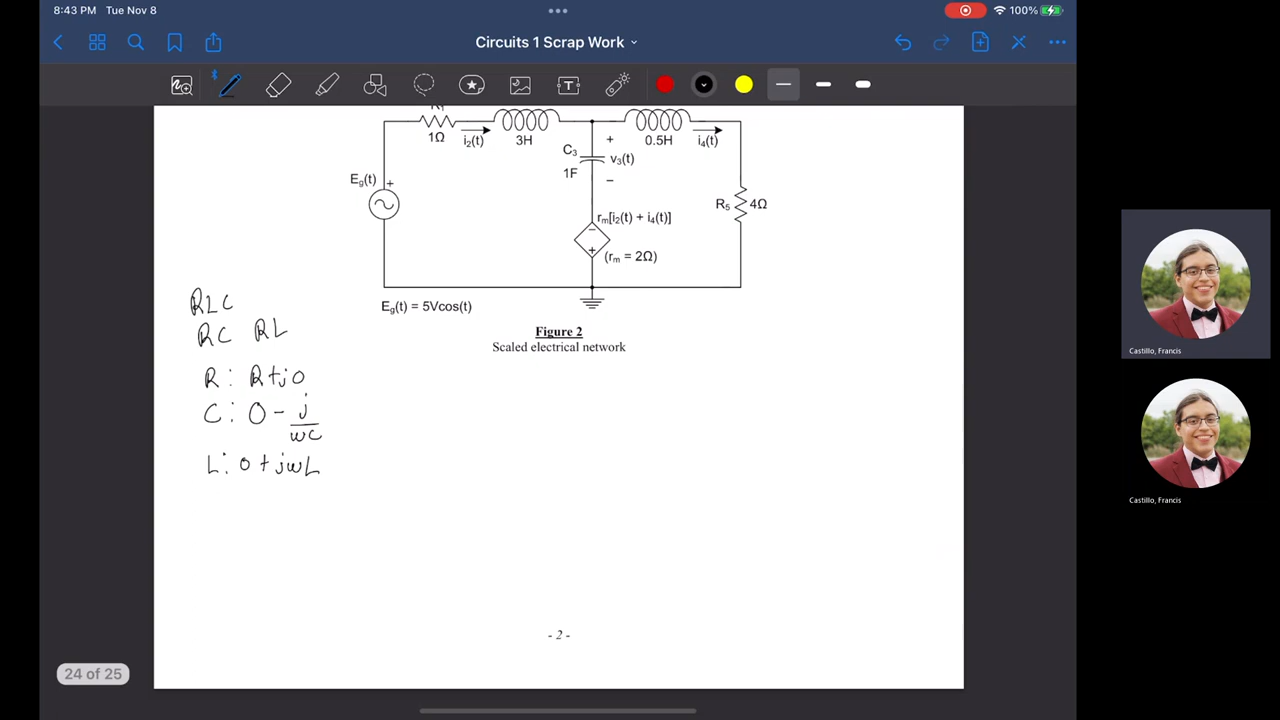 8:43 PM Tue Nov 8
100%
Circuits 1 Scrap Work
1Ω
i2(t)
3H
C3
1F
+
v3(t)
−
0.5H
i4(t)
Eg(t)
+
rm[i2(t) + i4(t)]
−
+
(rm = 2Ω)
R5
4Ω
Eg(t) = 5Vcos(t)
Figure 2
Scaled electrical network
RLC
RC RL
R: R+j0
C: 0 - j/wC
L: 0 + jwL
- 2 -
24 of 25
Castillo, Francis
Castillo, Francis